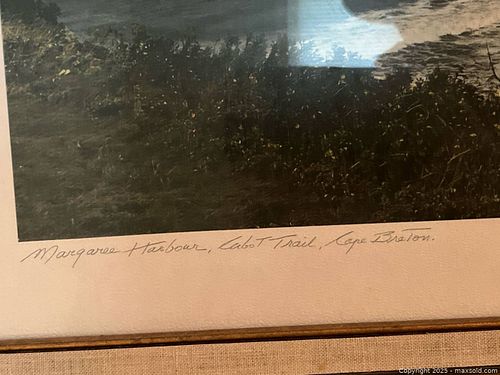 Margaree Harbour, Cabot Trail, Cape Breton.
Copyright 2025 - maxsold.com